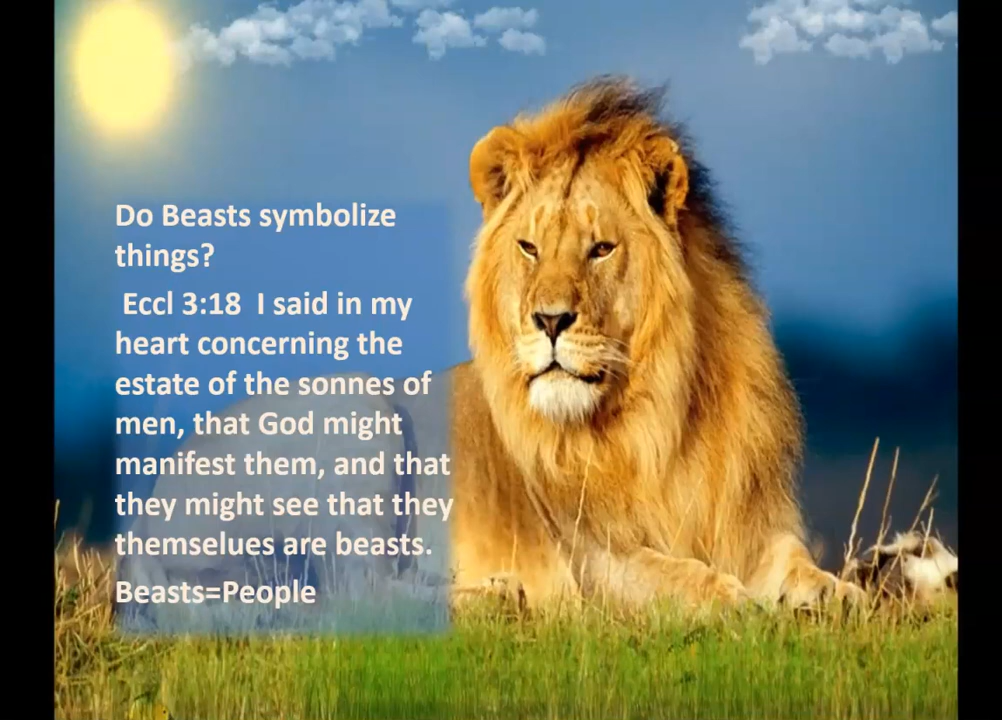 Do Beasts symbolize
things?
Eccl 3:18  I said in my
heart concerning the
estate of the sonnes of
men, that God might
manifest them, and that
they might see that they
themselues are beasts.
Beasts=People